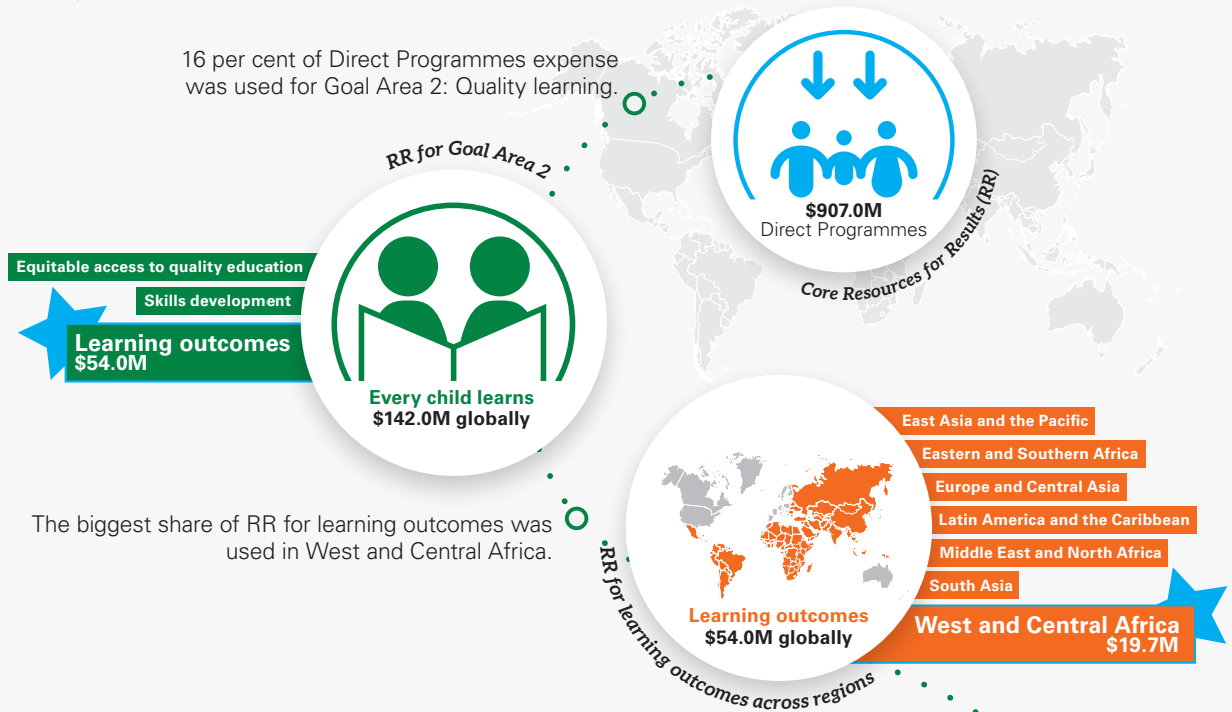 16 per cent of Direct Programmes expense
was used for Goal Area 2: Quality learning.
$907.0M
Direct Programmes
Core Resources for Results (RR)
RR for Goal Area 2
Equitable access to quality education
Skills development
Learning outcomes
$54.0M
Every child learns
$142.0M globally
The biggest share of RR for learning outcomes was
used in West and Central Africa.
RR for learning outcomes across regions
Learning outcomes
$54.0M globally
East Asia and the Pacific
Eastern and Southern Africa
Europe and Central Asia
Latin America and the Caribbean
Middle East and North Africa
South Asia
West and Central Africa
$19.7M